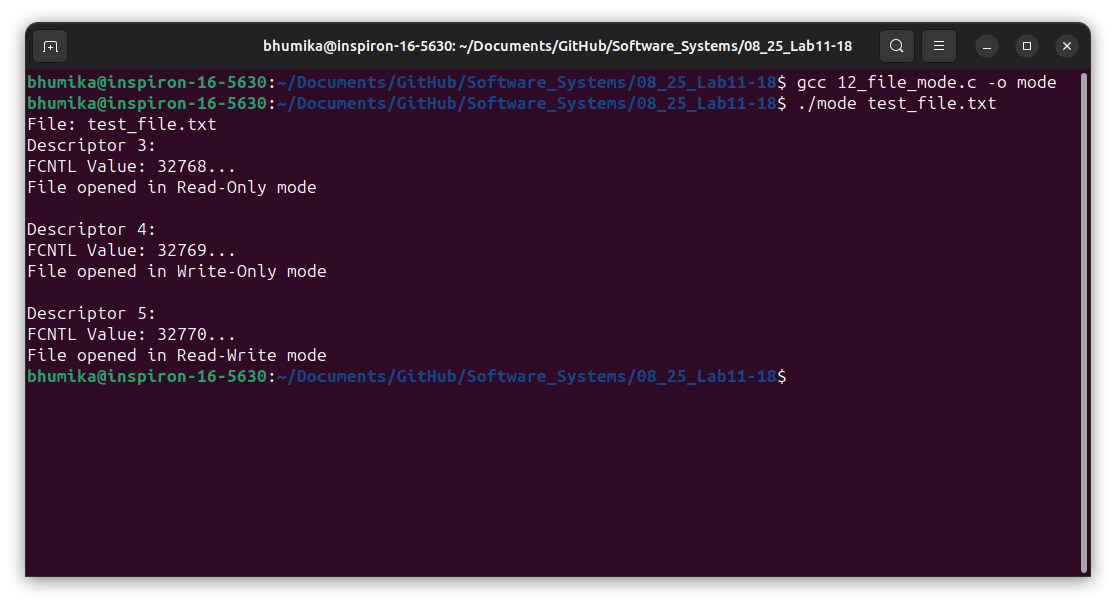 bhumika@inspiron-16-5630: ~/Documents/GitHub/Software_Systems/08_25_Lab11-18
bhumika@inspiron-16-5630:~/Documents/GitHub/Software_Systems/08_25_Lab11-18$ gcc 12_file_mode.c -o mode
bhumika@inspiron-16-5630:~/Documents/GitHub/Software_Systems/08_25_Lab11-18$ ./mode test_file.txt
File: test_file.txt
Descriptor 3:
FCNTL Value: 32768...
File opened in Read-Only mode
Descriptor 4:
FCNTL Value: 32769...
File opened in Write-Only mode
Descriptor 5:
FCNTL Value: 32770...
File opened in Read-Write mode
bhumika@inspiron-16-5630:~/Documents/GitHub/Software_Systems/08_25_Lab11-18$